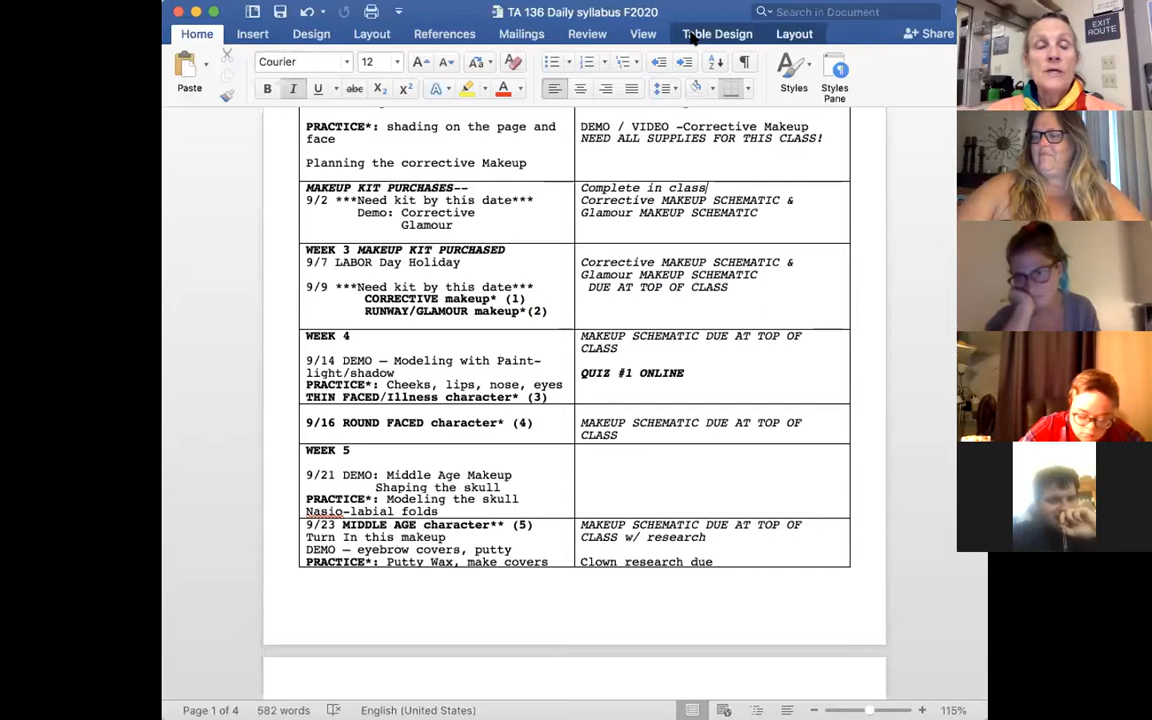 TA 136 Daily syllabus F2020
Search in Document
Home Insert Design Layout References Mailings Review View Table Design Layout Share
Paste
Courier 12
Styles
Styles Pane
PRACTICE*: shading on the page and
face
Planning the corrective Makeup
DEMO / VIDEO -Corrective Makeup
NEED ALL SUPPLIES FOR THIS CLASS!
MAKEUP KIT PURCHASES--
9/2 ***Need kit by this date***
Demo: Corrective
Glamour
Complete in class
Corrective MAKEUP SCHEMATIC &
Glamour MAKEUP SCHEMATIC
WEEK 3 MAKEUP KIT PURCHASED
9/7 LABOR Day Holiday
9/9 ***Need kit by this date***
CORRECTIVE makeup* (1)
RUNWAY/GLAMOUR makeup*(2)
Corrective MAKEUP SCHEMATIC &
Glamour MAKEUP SCHEMATIC
DUE AT TOP OF CLASS
WEEK 4
9/14 DEMO – Modeling with Paint-
light/shadow
PRACTICE*: Cheeks, lips, nose, eyes
THIN FACED/Illness character* (3)
MAKEUP SCHEMATIC DUE AT TOP OF
CLASS
QUIZ #1 ONLINE
9/16 ROUND FACED character* (4)
MAKEUP SCHEMATIC DUE AT TOP OF
CLASS
WEEK 5
9/21 DEMO: Middle Age Makeup
Shaping the skull
PRACTICE*: Modeling the skull
Nasio-labial folds
9/23 MIDDLE AGE character** (5)
Turn In this makeup
DEMO – eyebrow covers, putty
PRACTICE*: Putty Wax, make covers
MAKEUP SCHEMATIC DUE AT TOP OF
CLASS w/ research
Clown research due
Page 1 of 4 582 words English (United States) 115%
EXIT
ROUTE